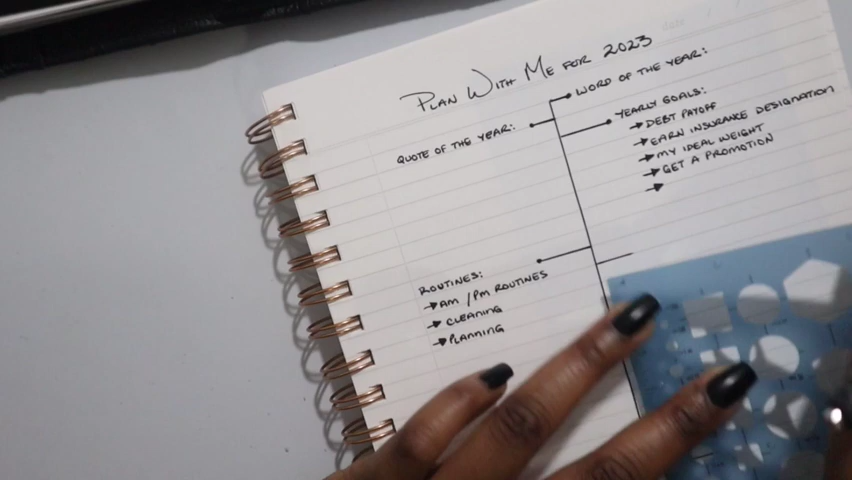 PLAN WITH ME FOR 2023
WORD OF THE YEAR:
QUOTE OF THE YEAR:
YEARLY GOALS:
→ DEBT PAYOFF
→ EARN INSURANCE DESIGNATION
→ MY IDEAL WEIGHT
→ GET A PROMOTION
→
ROUTINES:
→ AM / PM ROUTINES
→ CLEANING
→ PLANNING